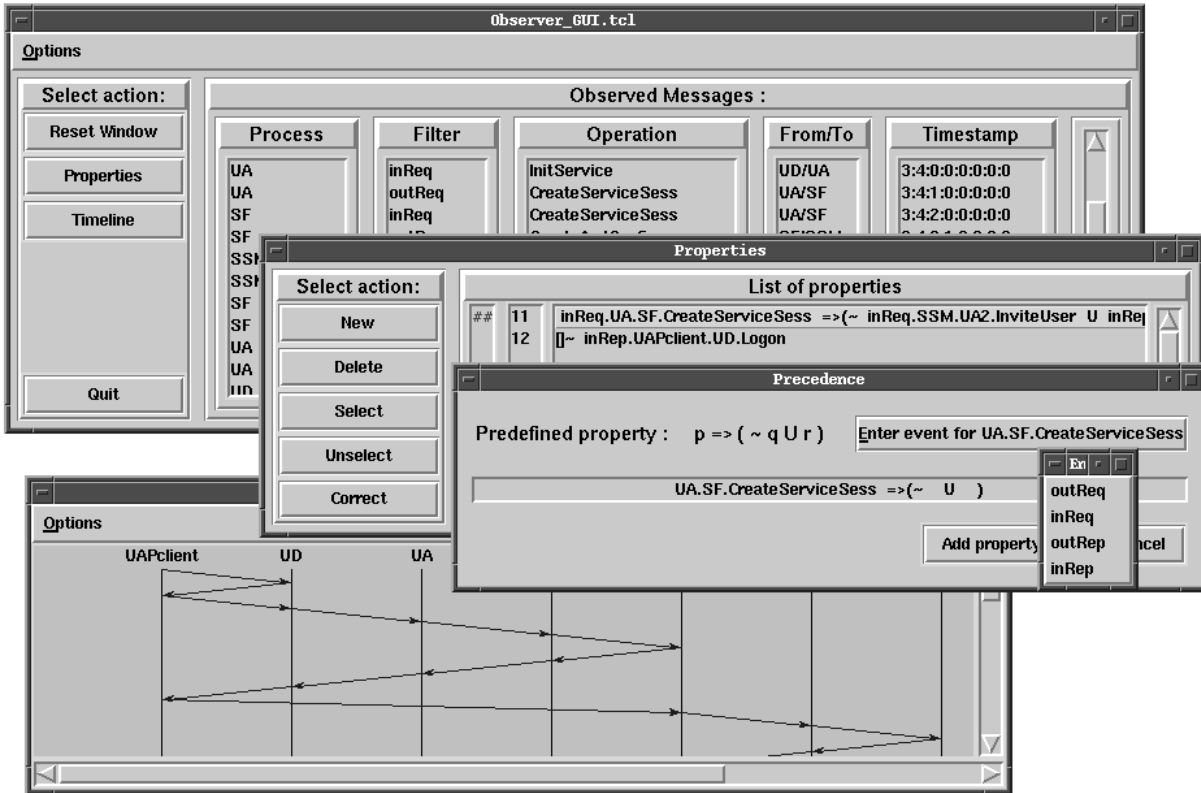 Observer_GUI.tcl
Options
Select action:
Observed Messages :
Reset Window
Properties
Timeline
Quit
Process Filter Operation From/To Timestamp
UA inReq InitService UD/UA 3:4:0:0:0:0:0:0
UA outReq CreateServiceSess UA/SF 3:4:1:0:0:0:0:0
SF inReq CreateServiceSess UA/SF 3:4:2:0:0:0:0:0
SF
SF
SF
UA
UA
UD
Properties
Select action:
List of properties
New
Delete
Select
Unselect
Correct
## 11 inReq.UA.SF.CreateServiceSess =>(~ inReq.SSM.UA2.InviteUser U inRep
12 []~ inRep.UAPclient.UD.Logon
Precedence
Predefined property : p => ( ~ q U r ) Enter event for UA.SF.CreateServiceSess
UA.SF.CreateServiceSess =>(~ U )
Add property
En
outReq
inReq
outRep
inRep
Options
UAPclient UD UA